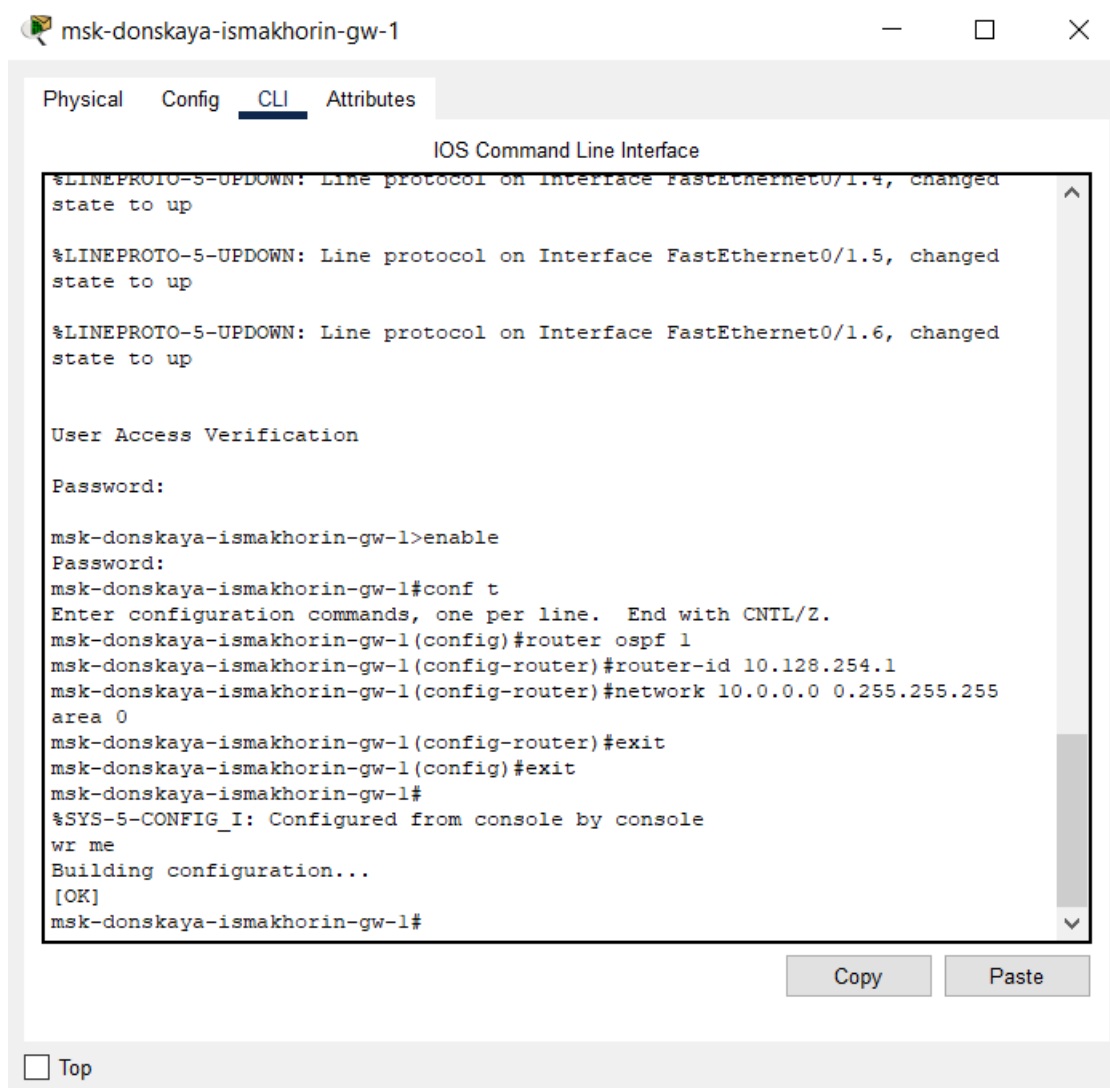 msk-donskaya-ismakhorin-gw-1
Physical Config CLI Attributes
IOS Command Line Interface
%LINEPROTO-5-UPDOWN: Line protocol on Interface FastEthernet0/1.4, changed
state to up
%LINEPROTO-5-UPDOWN: Line protocol on Interface FastEthernet0/1.5, changed
state to up
%LINEPROTO-5-UPDOWN: Line protocol on Interface FastEthernet0/1.6, changed
state to up
User Access Verification
Password:
msk-donskaya-ismakhorin-gw-1>enable
Password:
msk-donskaya-ismakhorin-gw-1#conf t
Enter configuration commands, one per line.  End with CNTL/Z.
msk-donskaya-ismakhorin-gw-1(config)#router ospf 1
msk-donskaya-ismakhorin-gw-1(config-router)#router-id 10.128.254.1
msk-donskaya-ismakhorin-gw-1(config-router)#network 10.0.0.0 0.255.255.255
area 0
msk-donskaya-ismakhorin-gw-1(config-router)#exit
msk-donskaya-ismakhorin-gw-1(config)#exit
msk-donskaya-ismakhorin-gw-1#
%SYS-5-CONFIG_I: Configured from console by console
wr me
Building configuration...
[OK]
msk-donskaya-ismakhorin-gw-1#
Copy Paste
Top